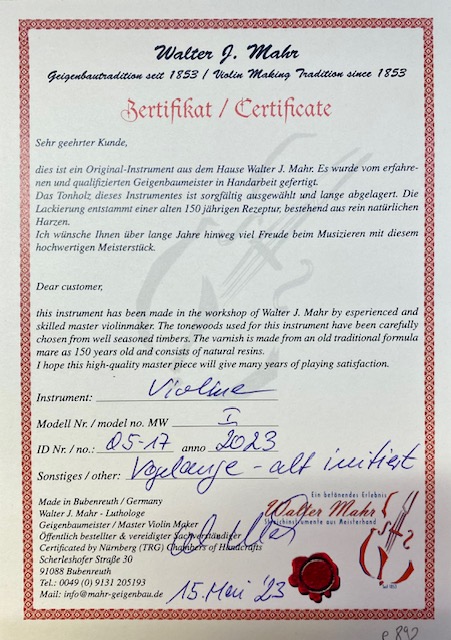 Walter J. Mahr
Geigenbautradition seit 1853 / Violin Making Tradition since 1853
Zertifikat / Certificate
Sehr geehrter Kunde,
dies ist ein Original-Instrument aus dem Hause Walter J. Mahr. Es wurde vom erfahre-
nen und qualifizierten Geigenbaumeister in Handarbeit gefertigt.
Das Tonholz dieses Instrumentes ist sorgfältig ausgewählt und lange abgelagert. Die
Lackierung entstammt einer alten 150 jährigen Rezeptur, bestehend aus rein natürlichen
Harzen.
Ich wünsche Ihnen über lange Jahre hinweg viel Freude beim Musizieren mit diesem
hochwertigen Meisterstück.
Dear customer,
this instrument has been made in the workshop of Walter J. Mahr by esperienced and
skilled master violinmaker. The tonewoods used for this instrument have been carefully
chosen from well seasoned timbers. The varnish is made from an old traditional formula
mare as 150 years old and consists of natural resins.
I hope this high-quality master piece will give many years of playing satisfaction.
Instrument: Violine
Modell Nr. / model no. MW I
ID Nr. / no.: Q5-17 anno 2023
Sonstiges / other: Vogelauge - alt imitiert
Made in Bubenreuth / Germany
Walter J. Mahr - Luthologe
Geigenbaumeister / Master Violin Maker
Öffentlich bestellter & vereidigter Sachverständiger
Certificated by Nürnberg (TRG) Chambers of Handcrafts
Scherleshofer Straße 30
91088 Bubenreuth
Tel.: 0049 (0) 9131 205193
Mail: info@mahr-geigenbau.de
15. Mai '23
Ein betönendes Erlebnis
Walter Mahr
Streichinstrumente aus Meisterhand
Seit 1853